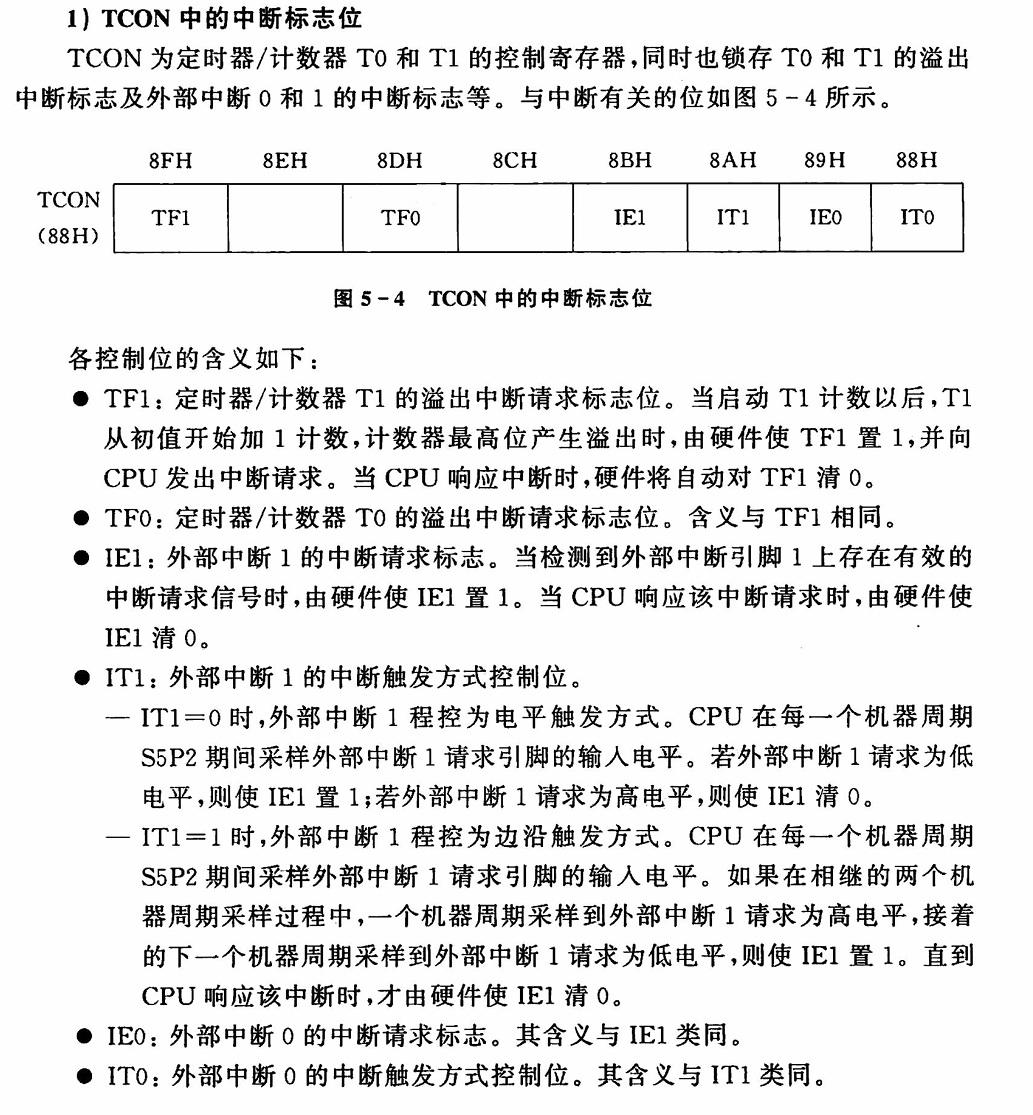 1) TCON 中的中断标志位
TCON 为定时器/计数器 T0 和 T1 的控制寄存器,同时也锁存 T0 和 T1 的溢出
中断标志及外部中断 0 和 1 的中断标志等。与中断有关的位如图 5-4 所示。
8FH 8EH 8DH 8CH 8BH 8AH 89H 88H
TCON
(88H)
TF1 TF0 IE1 IT1 IE0 IT0
图 5-4 TCON 中的中断标志位
各控制位的含义如下:
● TF1: 定时器/计数器 T1 的溢出中断请求标志位。当启动 T1 计数以后,T1
从初值开始加 1 计数,计数器最高位产生溢出时,由硬件使 TF1 置 1,并向
CPU 发出中断请求。当 CPU 响应中断时,硬件将自动对 TF1 清 0。
● TF0: 定时器/计数器 T0 的溢出中断请求标志位。含义与 TF1 相同。
● IE1: 外部中断 1 的中断请求标志。当检测到外部中断引脚 1 上存在有效的
中断请求信号时,由硬件使 IE1 置 1。当 CPU 响应该中断请求时,由硬件使
IE1 清 0。
● IT1: 外部中断 1 的中断触发方式控制位。
— IT1=0 时,外部中断 1 程控为电平触发方式。CPU 在每一个机器周期
S5P2 期间采样外部中断 1 请求引脚的输入电平。若外部中断 1 请求为低
电平,则使 IE1 置 1;若外部中断 1 请求为高电平,则使 IE1 清 0。
— IT1=1 时,外部中断 1 程控为边沿触发方式。CPU 在每一个机器周期
S5P2 期间采样外部中断 1 请求引脚的输入电平。如果在相继的两个机
器周期采样过程中,一个机器周期采样到外部中断 1 请求为高电平,接着
的下一个机器周期采样到外部中断 1 请求为低电平,则使 IE1 置 1。直到
CPU 响应该中断时,才由硬件使 IE1 清 0。
● IE0: 外部中断 0 的中断请求标志。其含义与 IE1 类同。
● IT0: 外部中断 0 的中断触发方式控制位。其含义与 IT1 类同。